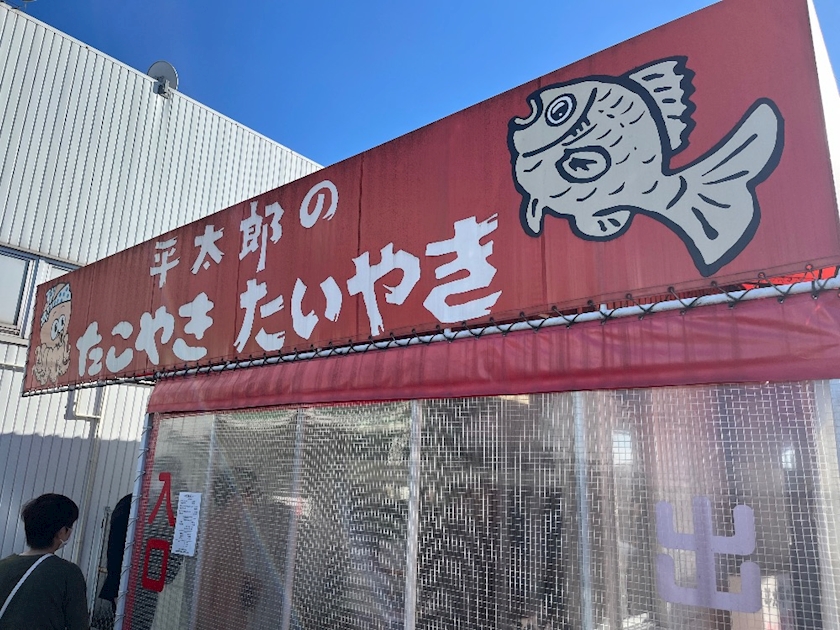 平太郎の
たこやき たいやき
入口
出